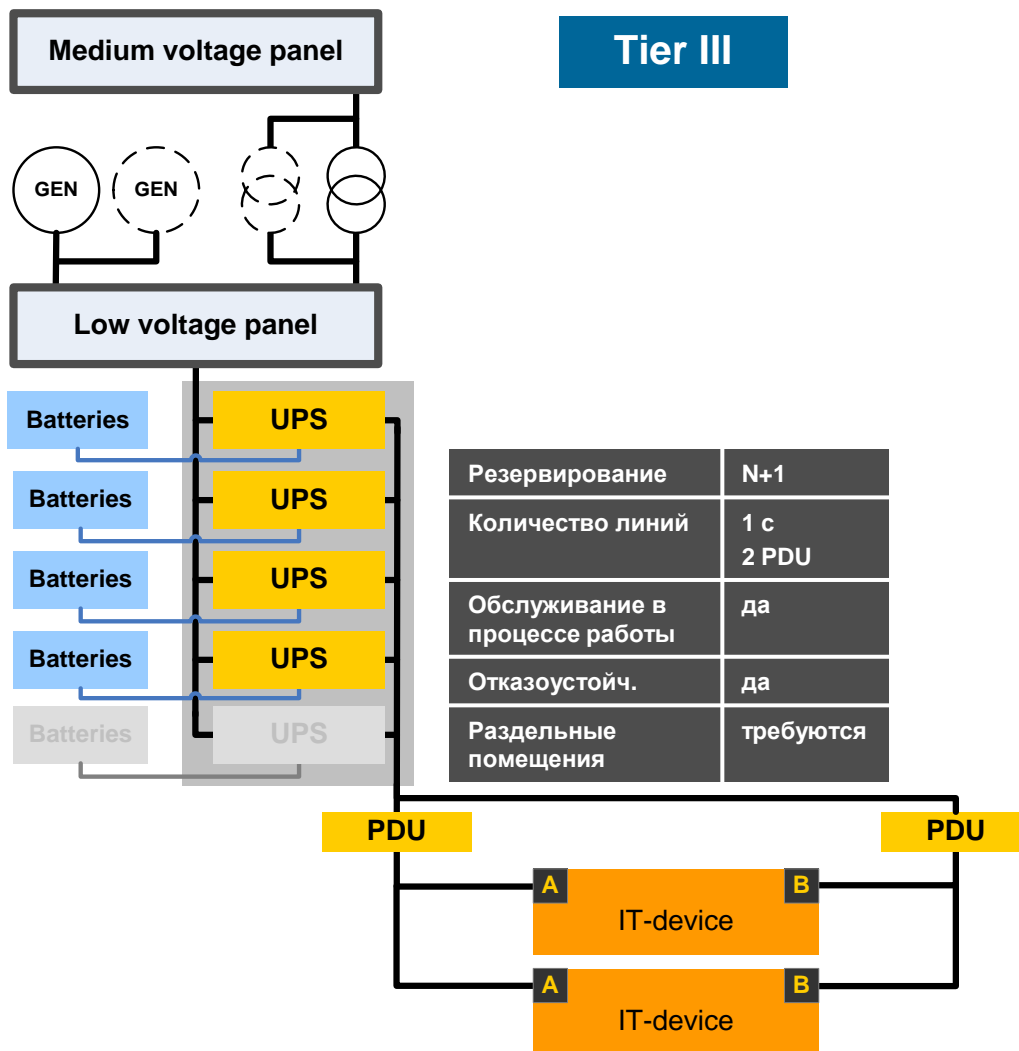 Medium voltage panel
Tier III
GEN
GEN
Low voltage panel
Batteries
UPS
Batteries
UPS
Batteries
UPS
Batteries
UPS
Batteries
UPS
Резервирование
N+1
Количество линий
1 с
2 PDU
Обслуживание в
процессе работы
да
Отказоустойч.
да
Раздельные
помещения
требуются
PDU
PDU
A
B
IT-device
A
B
IT-device